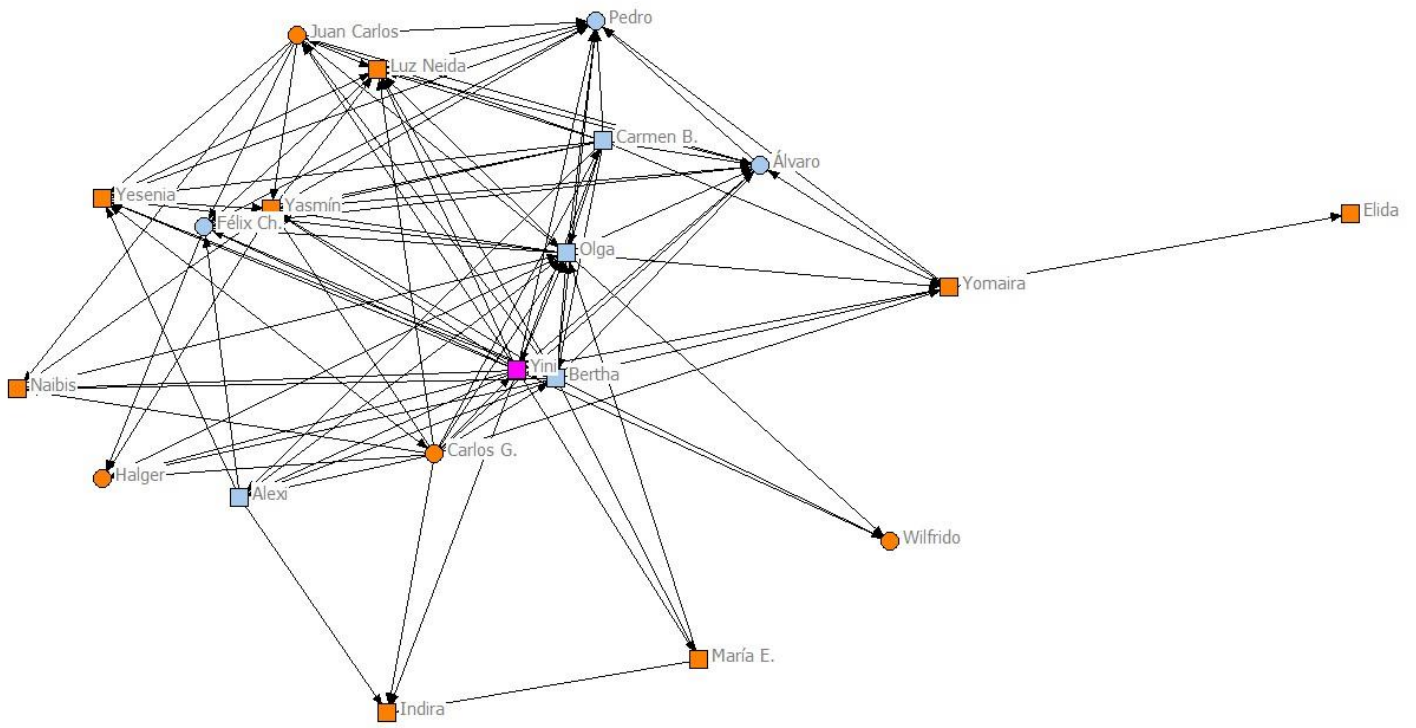 Pedro
Juan Carlos
Luz Neida
Carmen B.
Álvaro
Yesenia
Yasmín
Elida
Félix Ch.
Olga
Yomaira
Yini
Bertha
Naibis
Carlos G.
Halger
Alexi
Wilfrido
María E.
Indira